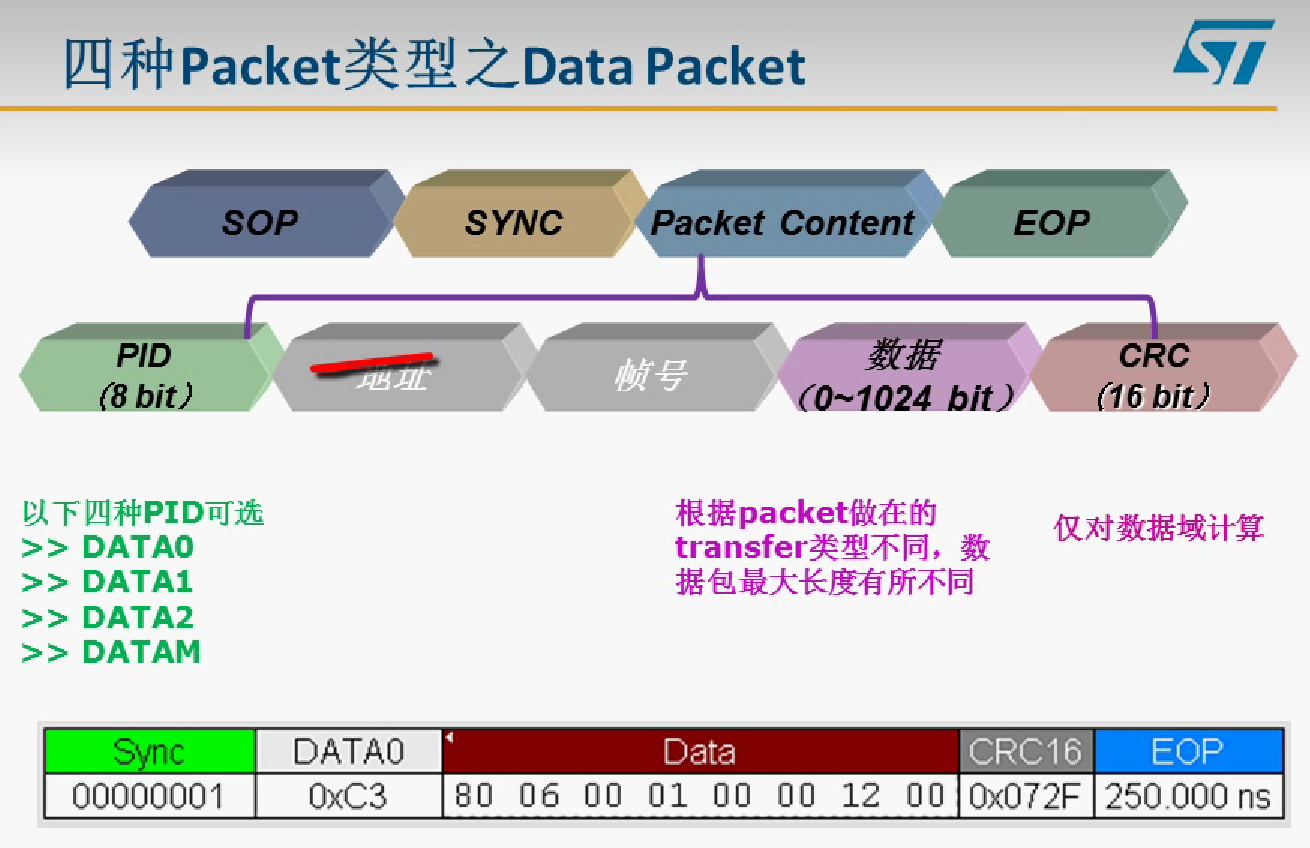 四种Packet类型之Data Packet
ST
SOP
SYNC
Packet Content
EOP
PID
(8 bit）
地址
帧号
数据
（0~1024 bit）
CRC
(16 bit）
以下四种PID可选
>> DATA0
>> DATA1
>> DATA2
>> DATAM
根据packet做在的
transfer类型不同，数
据包最大长度有所不同
仅对数据域计算
Sync DATA0 Data CRC16 EOP
00000001 0xC3 80 06 00 01 00 00 12 00 0x072F 250.000 ns